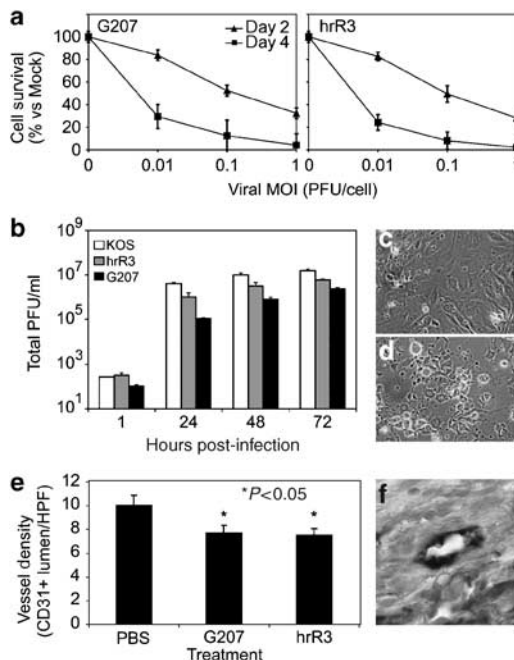 a
G207
Day 2
Day 4
hrR3
Cell survival
(% vs Mock)
100
80
60
40
20
0
0 0.01 0.1 1
0 0.01 0.1 1
Viral MOI (PFU/cell)
b
KOS
hrR3
G207
Total PFU/ml
10^9
10^7
10^5
10^3
10^1
1 24 48 72
Hours post-infection
c
d
e
*P<0.05
Vessel density
(CD31+ lumen/HPF)
12
10
8
6
4
2
0
* *
PBS G207 hrR3
Treatment
f